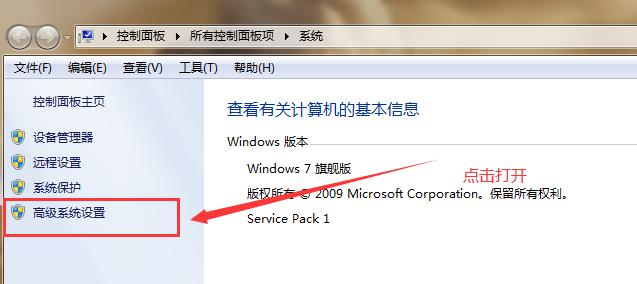 控制面板 ▸ 所有控制面板项 ▸ 系统
文件(F) 编辑(E) 查看(V) 工具(T) 帮助(H)
控制面板主页
设备管理器
远程设置
系统保护
高级系统设置
查看有关计算机的基本信息
Windows 版本
Windows 7 旗舰版
点击打开
版权所有 © 2009 Microsoft Corporation。保留所有权利。
Service Pack 1